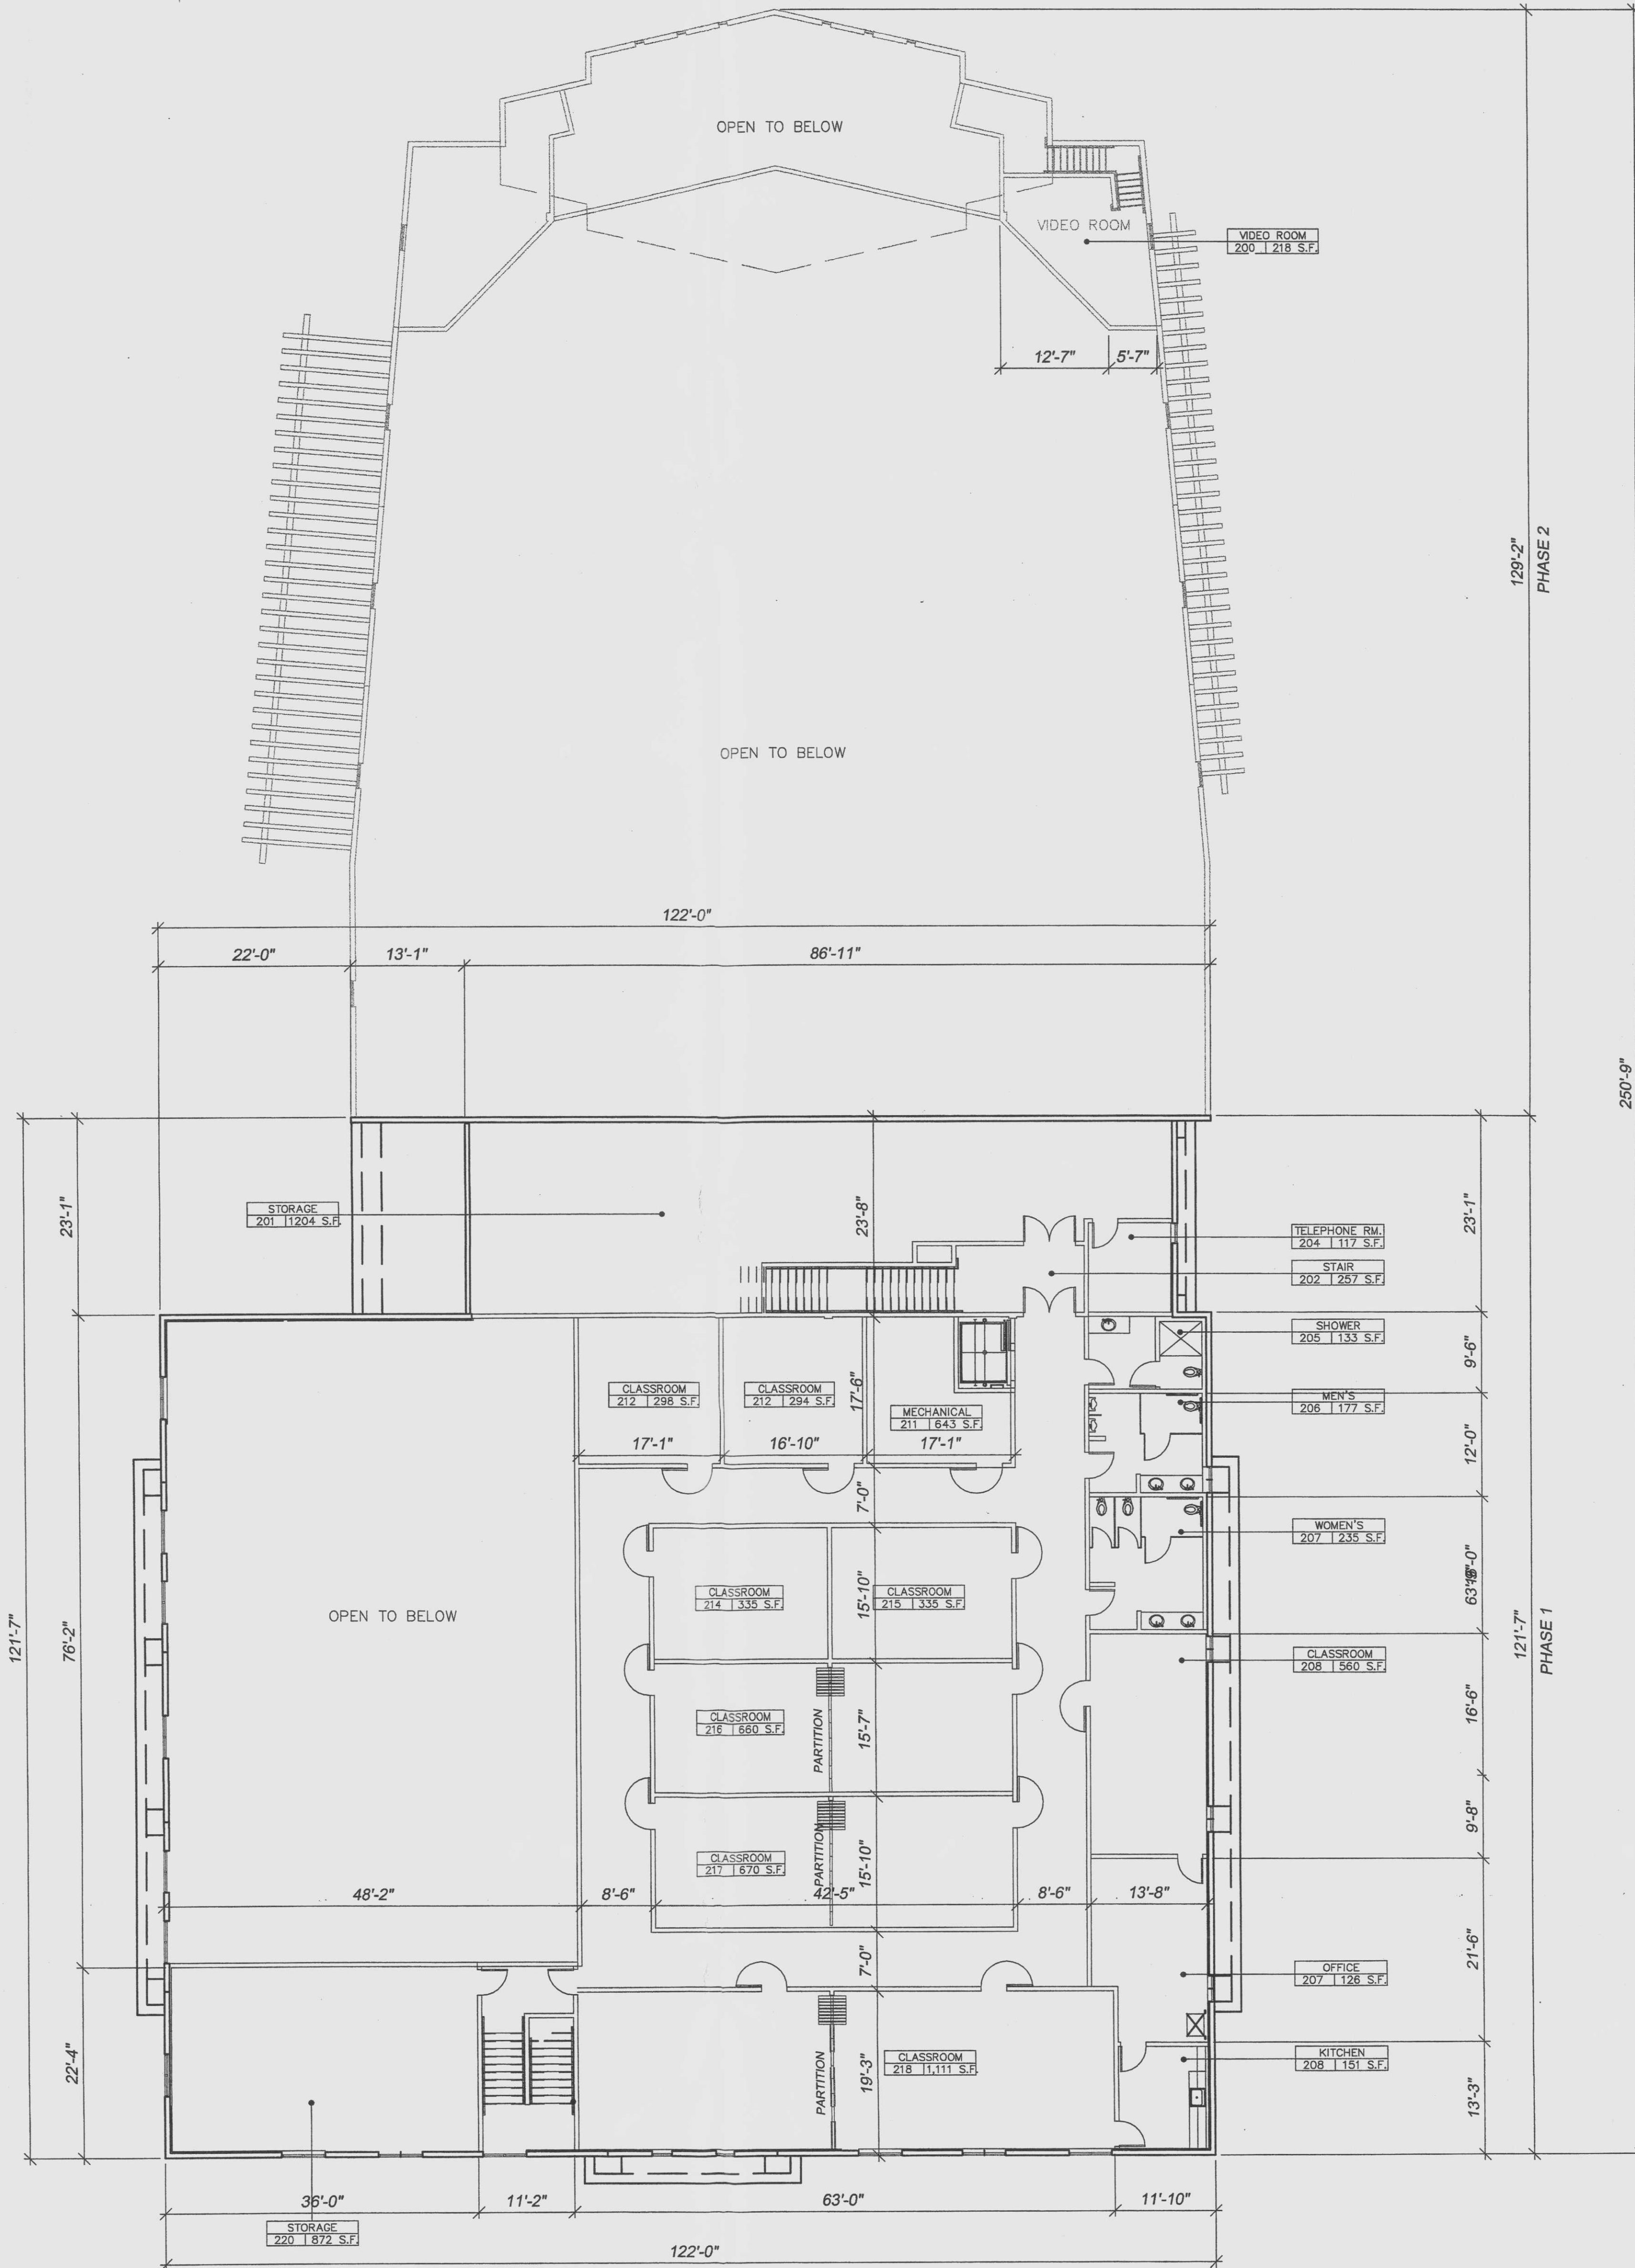 OPEN TO BELOW
VIDEO ROOM
VIDEO ROOM
200 218 S.F.
12'-7" 5'-7"
129'-2"
PHASE 2
OPEN TO BELOW
122'-0"
22'-0" 13'-1" 86'-11"
250'-9"
STORAGE
201 1204 S.F.
23'-1"
23'-8"
23'-1"
TELEPHONE RM.
204 117 S.F.
STAIR
202 257 S.F.
SHOWER
205 133 S.F.
9'-6"
CLASSROOM
212 298 S.F.
CLASSROOM
212 294 S.F.
17'-6"
MECHANICAL
211 643 S.F.
MEN'S
206 177 S.F.
17'-1" 16'-10" 17'-1"
12'-0"
7'-0"
WOMEN'S
207 235 S.F.
CLASSROOM
214 335 S.F.
15'-10"
CLASSROOM
215 335 S.F.
OPEN TO BELOW
121'-7"
76'-2"
121'-7"
PHASE 1
CLASSROOM
208 560 S.F.
CLASSROOM
216 660 S.F.
PARTITION
15'-7"
16'-6"
CLASSROOM
217 670 S.F.
PARTITION
15'-10"
9'-8"
48'-2" 8'-6" 42'-5" 8'-6" 13'-8"
21'-6"
7'-0"
OFFICE
207 126 S.F.
22'-4"
PARTITION
19'-3"
CLASSROOM
218 1,111 S.F.
KITCHEN
208 151 S.F.
13'-3"
36'-0" 11'-2" 63'-0" 11'-10"
STORAGE
220 872 S.F.
122'-0"